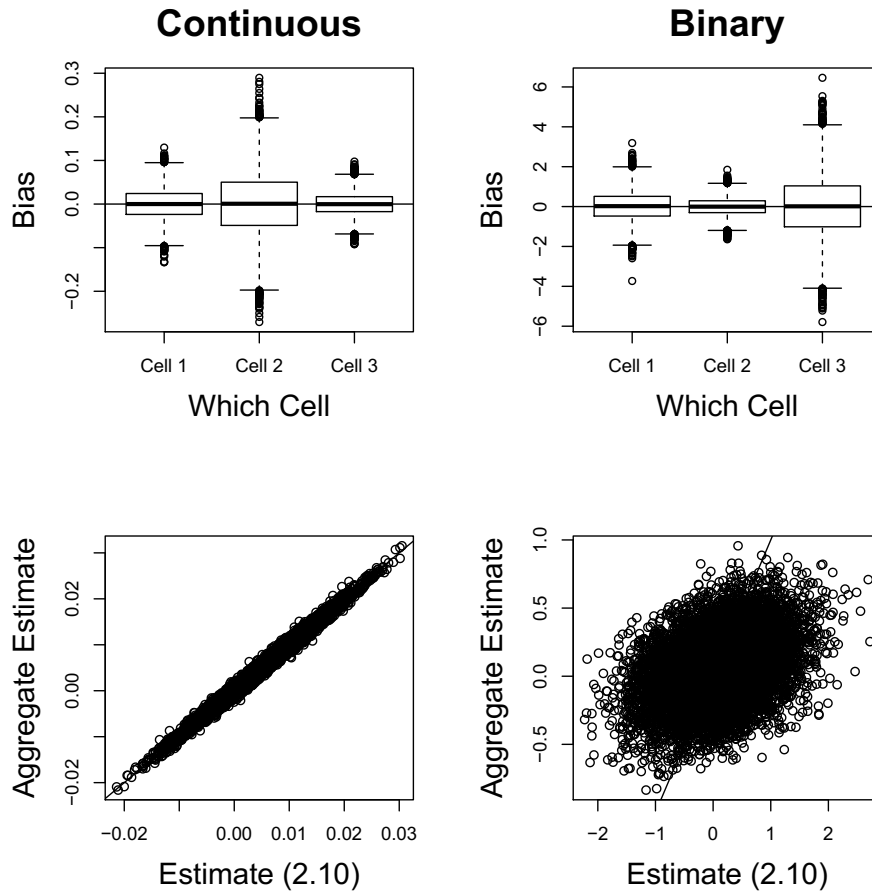 Continuous
Binary
Bias
0.3
0.2
0.1
0.0
−0.2
Cell 1 Cell 2 Cell 3
Which Cell
Bias
6
4
2
0
−2
−4
−6
Cell 1 Cell 2 Cell 3
Which Cell
Aggregate Estimate
0.02
0.00
−0.02
−0.02 0.00 0.01 0.02 0.03
Estimate (2.10)
Aggregate Estimate
1.0
0.5
0.0
−0.5
−2 −1 0 1 2
Estimate (2.10)